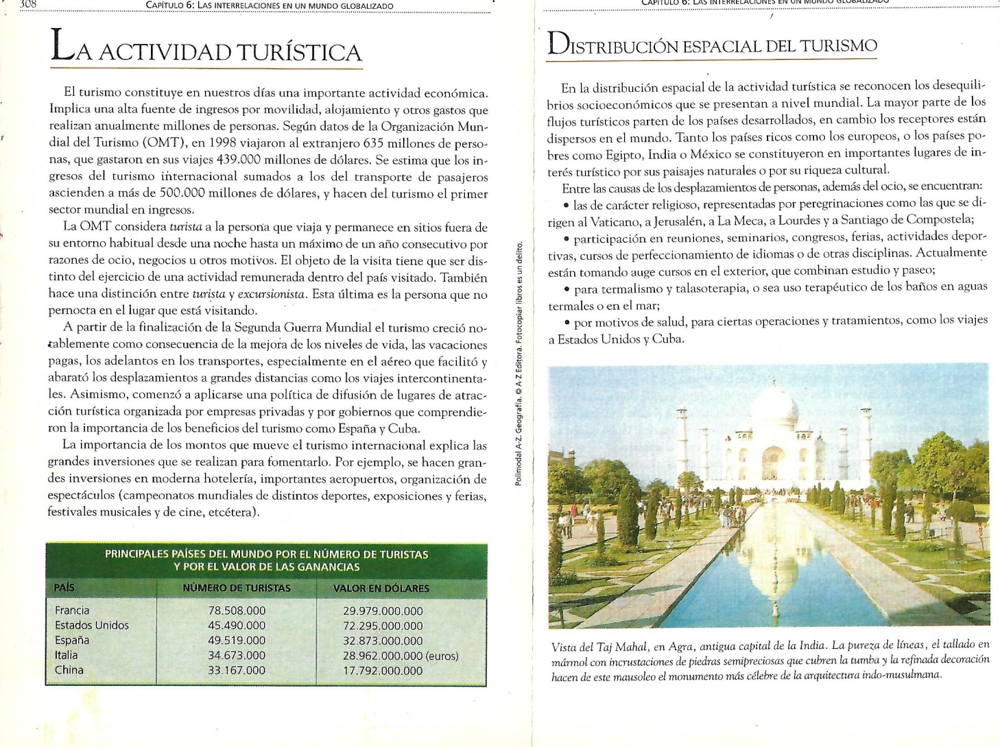 308
CAPÍTULO 6: LAS INTERRELACIONES EN UN MUNDO GLOBALIZADO
LA ACTIVIDAD TURÍSTICA
El turismo constituye en nuestros días una importante actividad económica.
Implica una alta fuente de ingresos por movilidad, alojamiento y otros gastos que
realizan anualmente millones de personas. Según datos de la Organización Mun-
dial del Turismo (OMT), en 1998 viajaron al extranjero 635 millones de perso-
nas, que gastaron en sus viajes 439.000 millones de dólares. Se estima que los in-
gresos del turismo internacional sumados a los del transporte de pasajeros
ascienden a más de 500.000 millones de dólares, y hacen del turismo el primer
sector mundial en ingresos.
La OMT considera turista a la persona que viaja y permanece en sitios fuera de
su entorno habitual desde una noche hasta un máximo de un año consecutivo por
razones de ocio, negocios u otros motivos. El objeto de la visita tiene que ser dis-
tinto del ejercicio de una actividad remunerada dentro del país visitado. También
hace una distinción entre turista y excursionista. Esta última es la persona que no
pernocta en el lugar que está visitando.
A partir de la finalización de la Segunda Guerra Mundial el turismo creció no-
tablemente como consecuencia de la mejora de los niveles de vida, las vacaciones
pagas, los adelantos en los transportes, especialmente en el aéreo que facilitó y
abarató los desplazamientos a grandes distancias como los viajes intercontinenta-
les. Asimismo, comenzó a aplicarse una política de difusión de lugares de atrac-
ción turística organizada por empresas privadas y por gobiernos que comprendie-
ron la importancia de los beneficios del turismo como España y Cuba.
La importancia de los montos que mueve el turismo internacional explica las
grandes inversiones que se realizan para fomentarlo. Por ejemplo, se hacen gran-
des inversiones en moderna hotelería, importantes aeropuertos, organización de
espectáculos (campeonatos mundiales de distintos deportes, exposiciones y ferias,
festivales musicales y de cine, etcétera).
PRINCIPALES PAÍSES DEL MUNDO POR EL NÚMERO DE TURISTAS
Y POR EL VALOR DE LAS GANANCIAS
PAÍS NÚMERO DE TURISTAS VALOR EN DÓLARES
Francia 78.508.000 29.979.000.000
Estados Unidos 45.490.000 72.295.000.000
España 49.519.000 32.873.000.000
Italia 34.673.000 28.962.000.000 (euros)
China 33.167.000 17.792.000.000
Polimodal A-Z. Geografía. © A-Z Editora. Fotocopiar libros es un delito.
CAPÍTULO 6: LAS INTERRELACIONES EN UN MUNDO GLOBALIZADO
DISTRIBUCIÓN ESPACIAL DEL TURISMO
En la distribución espacial de la actividad turística se reconocen los desequili-
brios socioeconómicos que se presentan a nivel mundial. La mayor parte de los
flujos turísticos parten de los países desarrollados, en cambio los receptores están
dispersos en el mundo. Tanto los países ricos como los europeos, o los países po-
bres como Egipto, India o México se constituyeron en importantes lugares de in-
terés turístico por sus paisajes naturales o por su riqueza cultural.
Entre las causas de los desplazamientos de personas, además del ocio, se encuentran:
• las de carácter religioso, representadas por peregrinaciones como las que se di-
rigen al Vaticano, a Jerusalén, a La Meca, a Lourdes y a Santiago de Compostela;
• participación en reuniones, seminarios, congresos, ferias, actividades depor-
tivas, cursos de perfeccionamiento de idiomas o de otras disciplinas. Actualmente
están tomando auge cursos en el exterior, que combinan estudio y paseo;
• para termalismo y talasoterapia, o sea uso terapéutico de los baños en aguas
termales o en el mar;
• por motivos de salud, para ciertas operaciones y tratamientos, como los viajes
a Estados Unidos y Cuba.
Vista del Taj Mahal, en Agra, antigua capital de la India. La pureza de líneas, el tallado en
mármol con incrustaciones de piedras semipreciosas que cubren la tumba y la refinada decoración
hacen de este mausoleo el monumento más célebre de la arquitectura indo-musulmana.